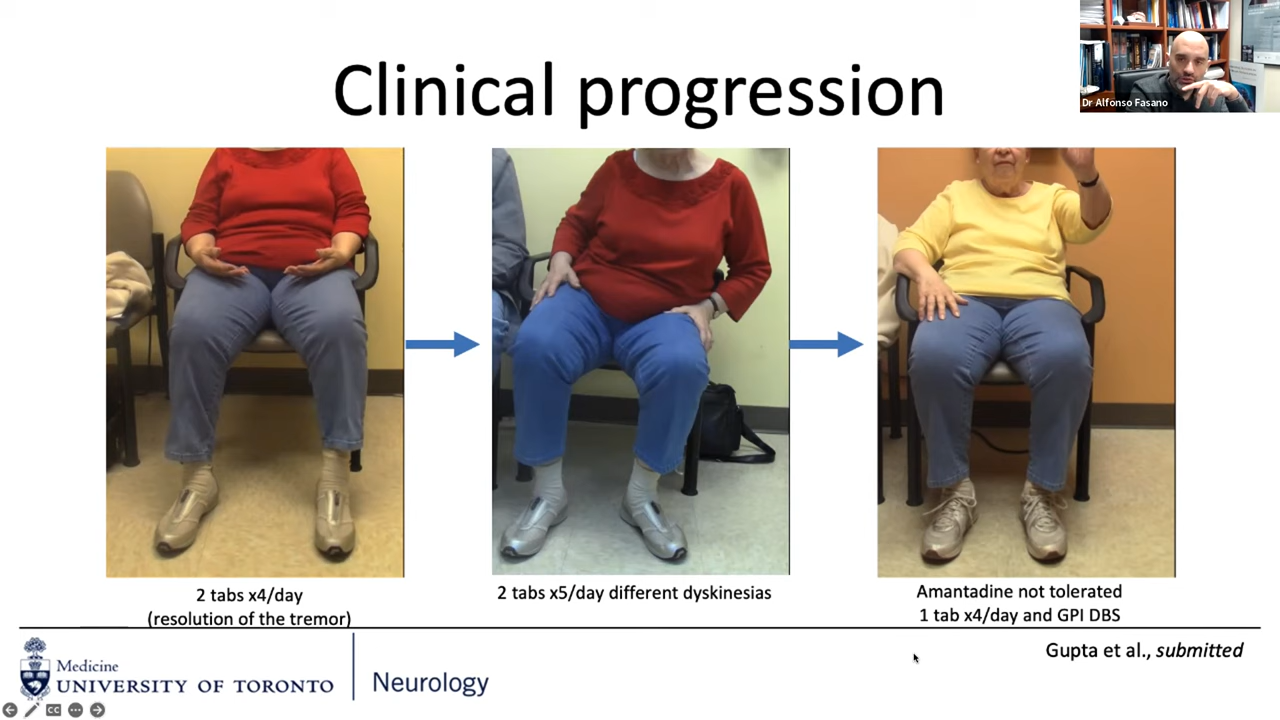 Clinical progression
Dr Alfonso Fasano
2 tabs x4/day
(resolution of the tremor)
2 tabs x5/day different dyskinesias
Amantadine not tolerated
1 tab x4/day and GPI DBS
Gupta et al., submitted
Medicine
UNIVERSITY OF TORONTO
Neurology
CC